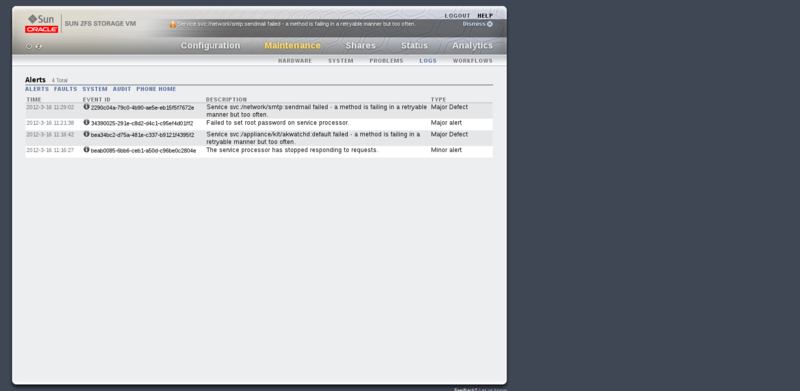 LOGOUT HELP
Sun
ORACLE
SUN ZFS STORAGE VM
Service svc:/network/smtp:sendmail failed - a method is failing in a retryable manner but too often.
Dismiss
Configuration Maintenance Shares Status Analytics
HARDWARE SYSTEM PROBLEMS LOGS WORKFLOWS
Alerts 4 Total
ALERTS FAULTS SYSTEM AUDIT PHONE HOME
TIME EVENT ID DESCRIPTION TYPE
2012-3-16 11:29:02 2290c04a-79c0-4b90-ae5e-eb15f5f7672e Service svc:/network/smtp:sendmail failed - a method is failing in a retryable Major Defect
manner but too often.
2012-3-16 11:21:38 34390025-291e-c8d2-d4c1-c95ef4d01ff2 Failed to set root password on service processor. Major alert
2012-3-16 11:16:42 bea34bc2-d75a-481e-c337-b9121f4395f2 Service svc:/appliance/kit/akwatchd:default failed - a method is failing in a Major Defect
retryable manner but too often.
2012-3-16 11:16:27 beab0085-6bb6-ceb1-a50d-c96be0c2804e The service processor has stopped responding to requests. Minor alert
Feedback? Let us know